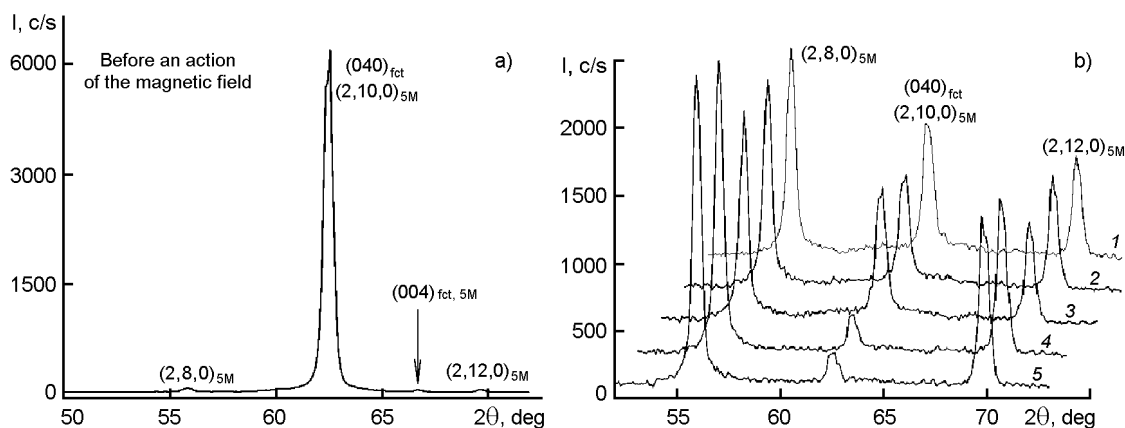 I, c/s
Before an action
of the magnetic field
a)
(040)fct
(2,10,0)5M
(004)fct, 5M
(2,8,0)5M
(2,12,0)5M
6000
3000
1500
0
50
55
60
65
2θ, deg
I, c/s
b)
(2,8,0)5M
(040)fct
(2,10,0)5M
(2,12,0)5M
2000
1500
1000
500
0
1
2
3
4
5
55
60
65
70
2θ, deg